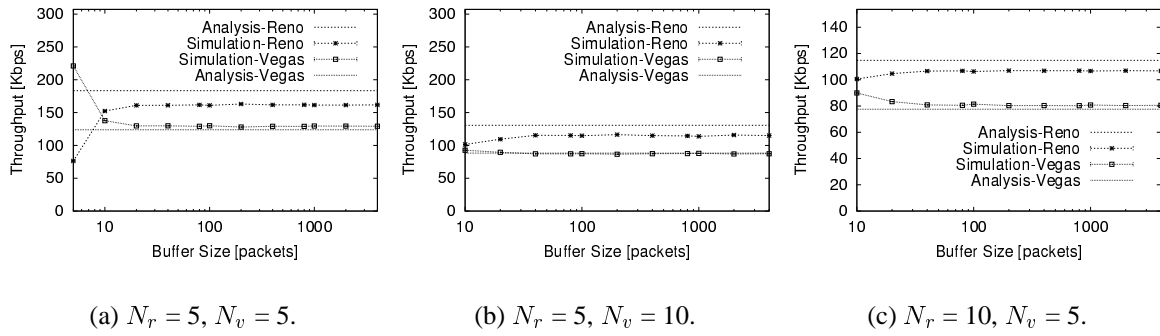 300
250
200
150
100
50
0
Throughput [Kbps]
10
100
1000
Buffer Size [packets]
Analysis-Reno
Simulation-Reno
Simulation-Vegas
Analysis-Vegas
(a) N_r = 5, N_v = 5.
300
250
200
150
100
50
0
Throughput [Kbps]
10
100
1000
Buffer Size [packets]
Analysis-Reno
Simulation-Reno
Simulation-Vegas
Analysis-Vegas
(b) N_r = 5, N_v = 10.
140
120
100
80
60
40
20
0
Throughput [Kbps]
10
100
1000
Buffer Size [packets]
Analysis-Reno
Simulation-Reno
Simulation-Vegas
Analysis-Vegas
(c) N_r = 10, N_v = 5.